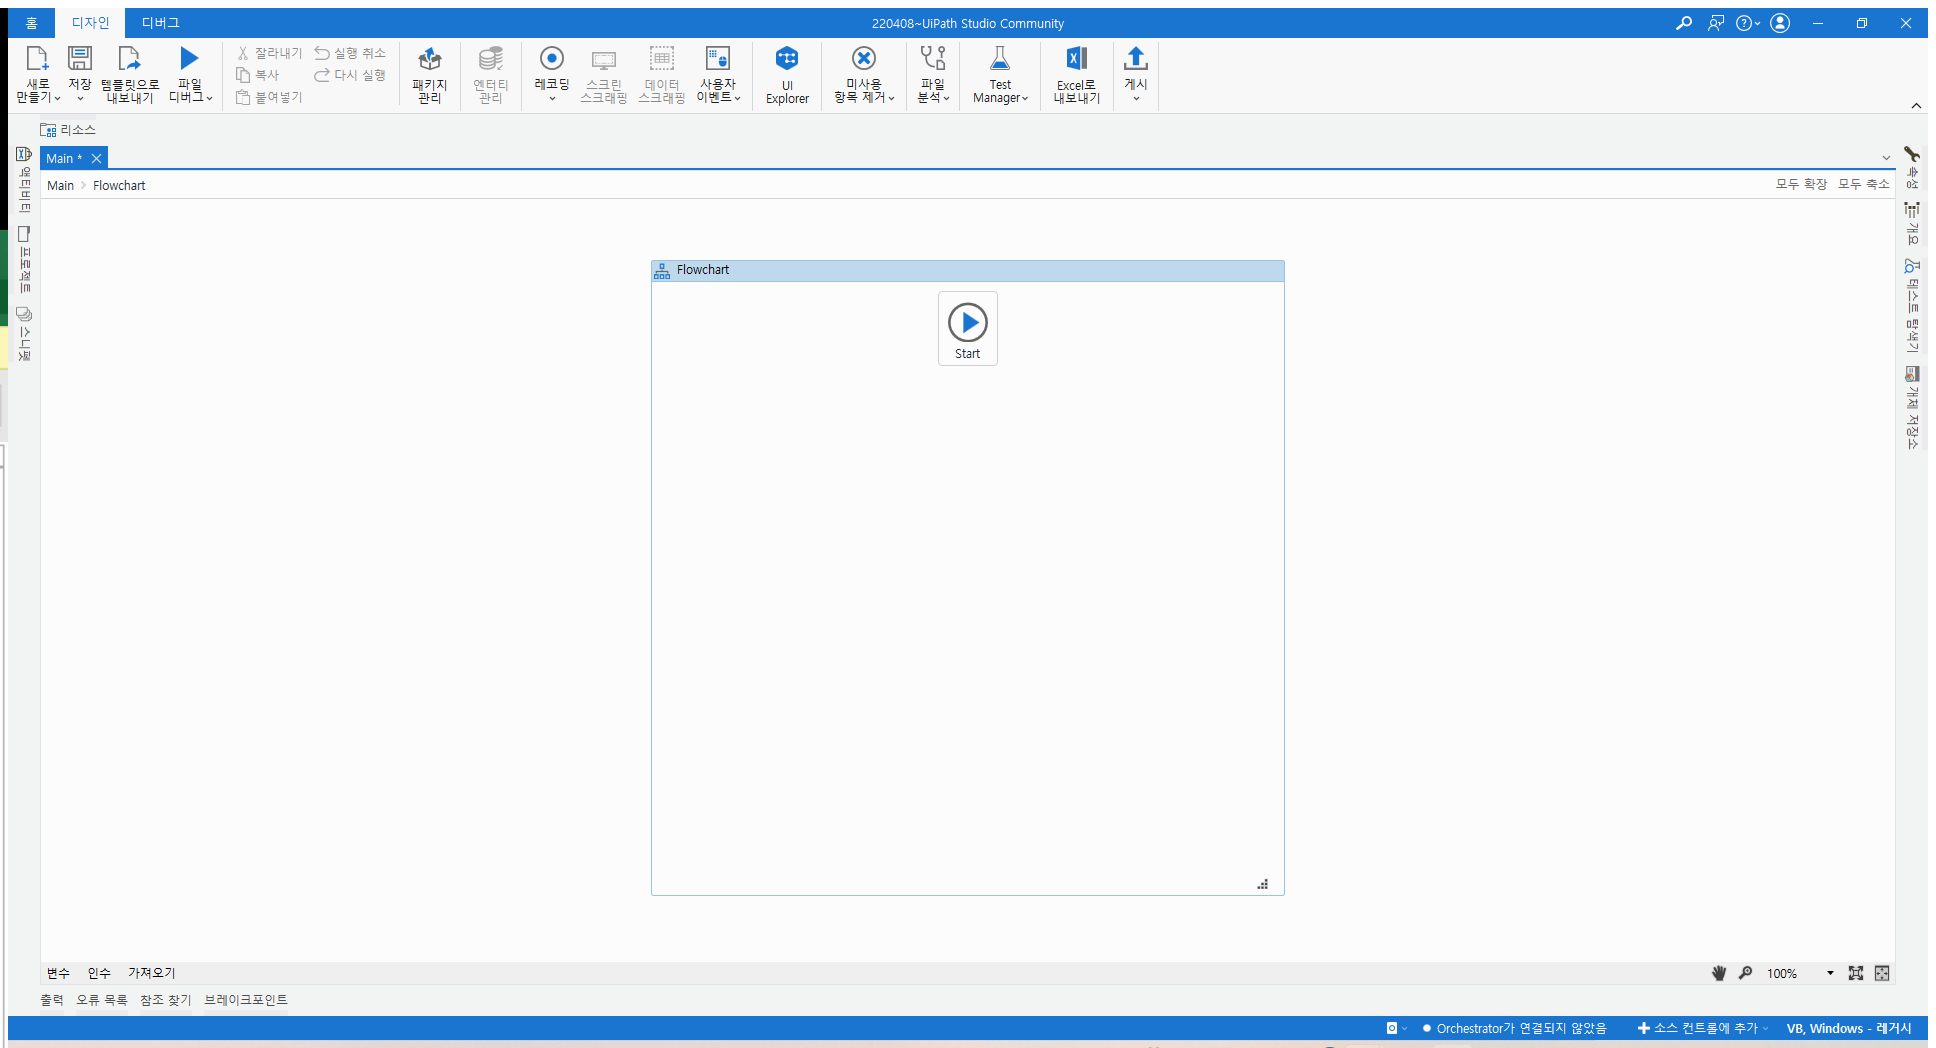 홈 디자인 디버그 220408~UiPath Studio Community
새로 만들기
저장
템플릿으로 내보내기
파일 디버그
잘라내기 실행 취소
복사 다시 실행
붙여넣기
패키지 관리
엔터티 관리
레코딩
스크린 스크래핑
데이터 스크래핑
사용자 이벤트
UI Explorer
미사용 항목 제거
파일 분석
Test Manager
Excel로 내보내기
게시
리소스
Main *
Main > Flowchart 모두 확장 모두 축소
액티비티
프로젝트
스니펫
속성
개요
테스트 탐색기
개체 저장소
Flowchart
Start
변수 인수 가져오기 100%
출력 오류 목록 참조 찾기 브레이크포인트
Orchestrator가 연결되지 않았음 소스 컨트롤에 추가 VB, Windows - 레거시